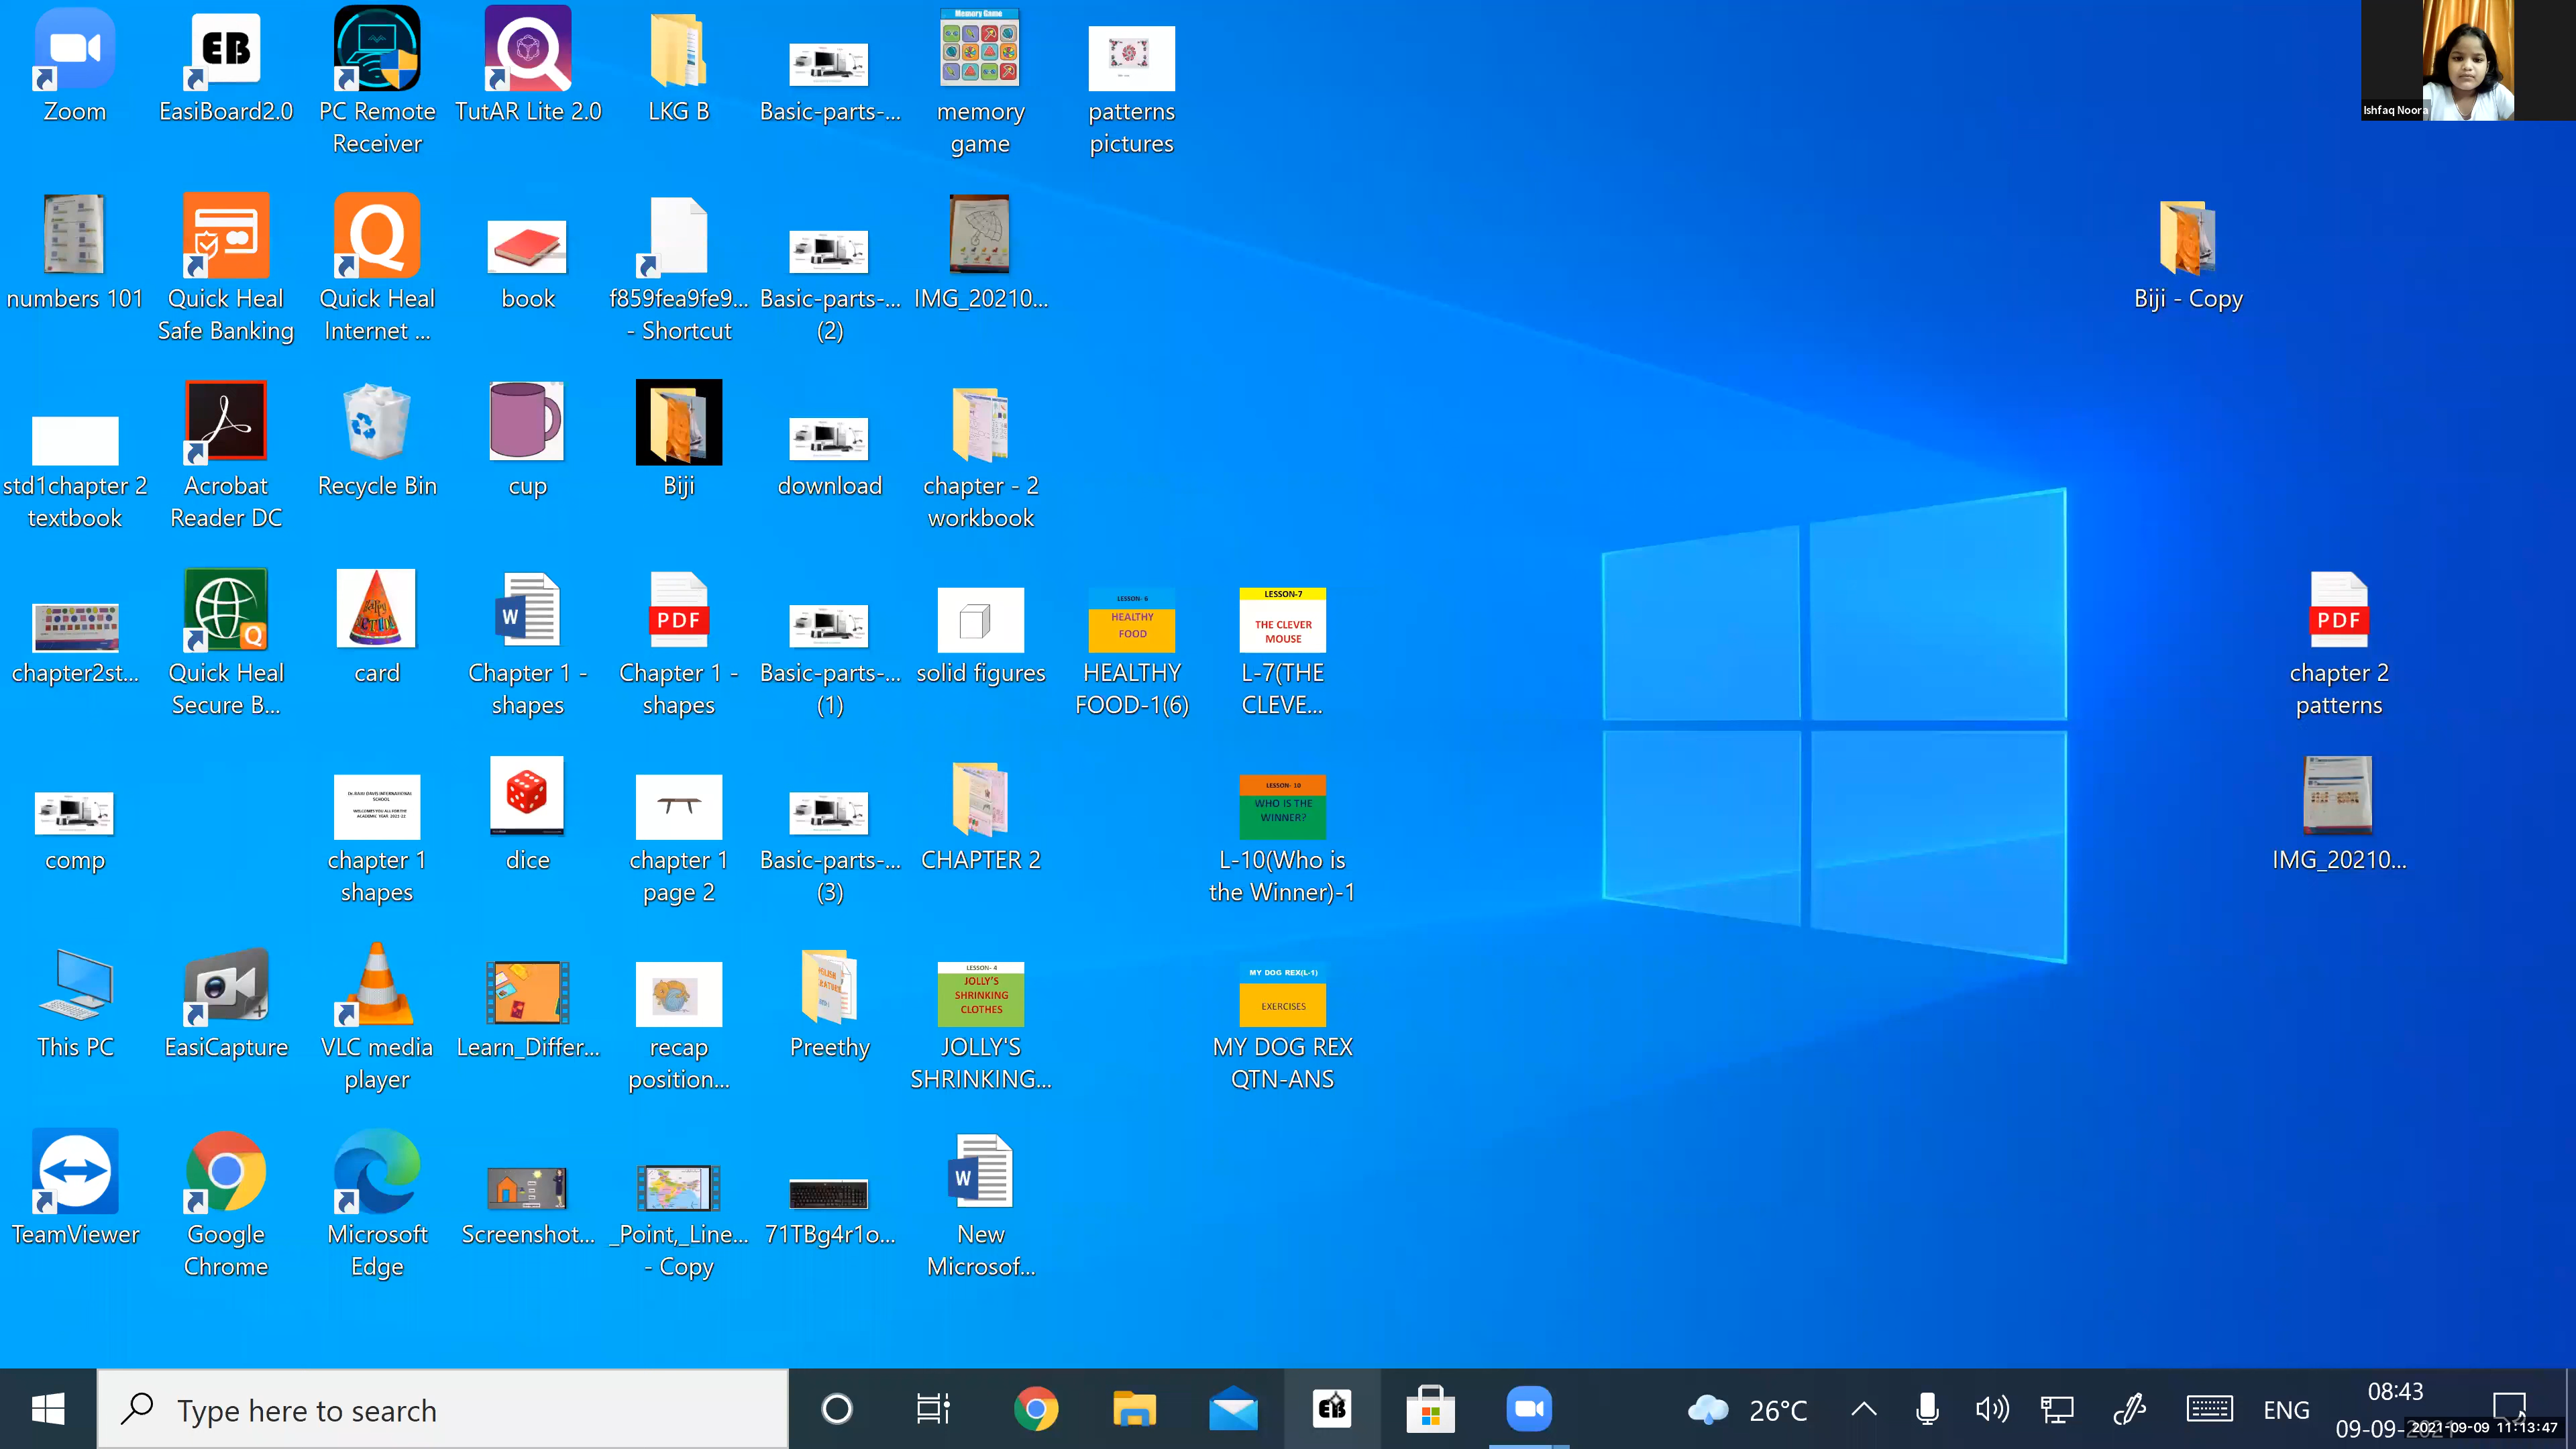 Zoom
EasiBoard2.0
PC Remote
Receiver
TutAR Lite 2.0
LKG B
Basic-parts-...
Memory Game
memory
game
patterns
pictures
Ishfaq Noora
numbers 101
Quick Heal
Safe Banking
Quick Heal
Internet ...
book
f859fea9fe9...
- Shortcut
Basic-parts-...
(2)
IMG_20210...
Biji - Copy
std1chapter 2
textbook
Acrobat
Reader DC
Recycle Bin
cup
Biji
download
chapter - 2
workbook
chapter2st...
Quick Heal
Secure B...
card
W
Chapter 1 -
shapes
PDF
Chapter 1 -
shapes
Basic-parts-...
(1)
solid figures
LESSON- 6
HEALTHY
FOOD
HEALTHY
FOOD-1(6)
LESSON-7
THE CLEVER
MOUSE
L-7(THE
CLEVE...
PDF
chapter 2
patterns
comp
chapter 1
shapes
dice
chapter 1
page 2
Basic-parts-...
(3)
CHAPTER 2
LESSON- 10
WHO IS THE
WINNER?
L-10(Who is
the Winner)-1
IMG_20210...
This PC
EasiCapture
VLC media
player
Learn_Differ...
recap
position...
Preethy
LESSON- 4
JOLLY'S
SHRINKING
CLOTHES
JOLLY'S
SHRINKING...
MY DOG REX(L-1)
EXERCISES
MY DOG REX
QTN-ANS
TeamViewer
Google
Chrome
Microsoft
Edge
Screenshot...
_Point,_Line...
- Copy
71TBg4r1o...
W
New
Microsof...
Type here to search
26°C
ENG
08:43
09-09-
2021-09-09 11:13:47